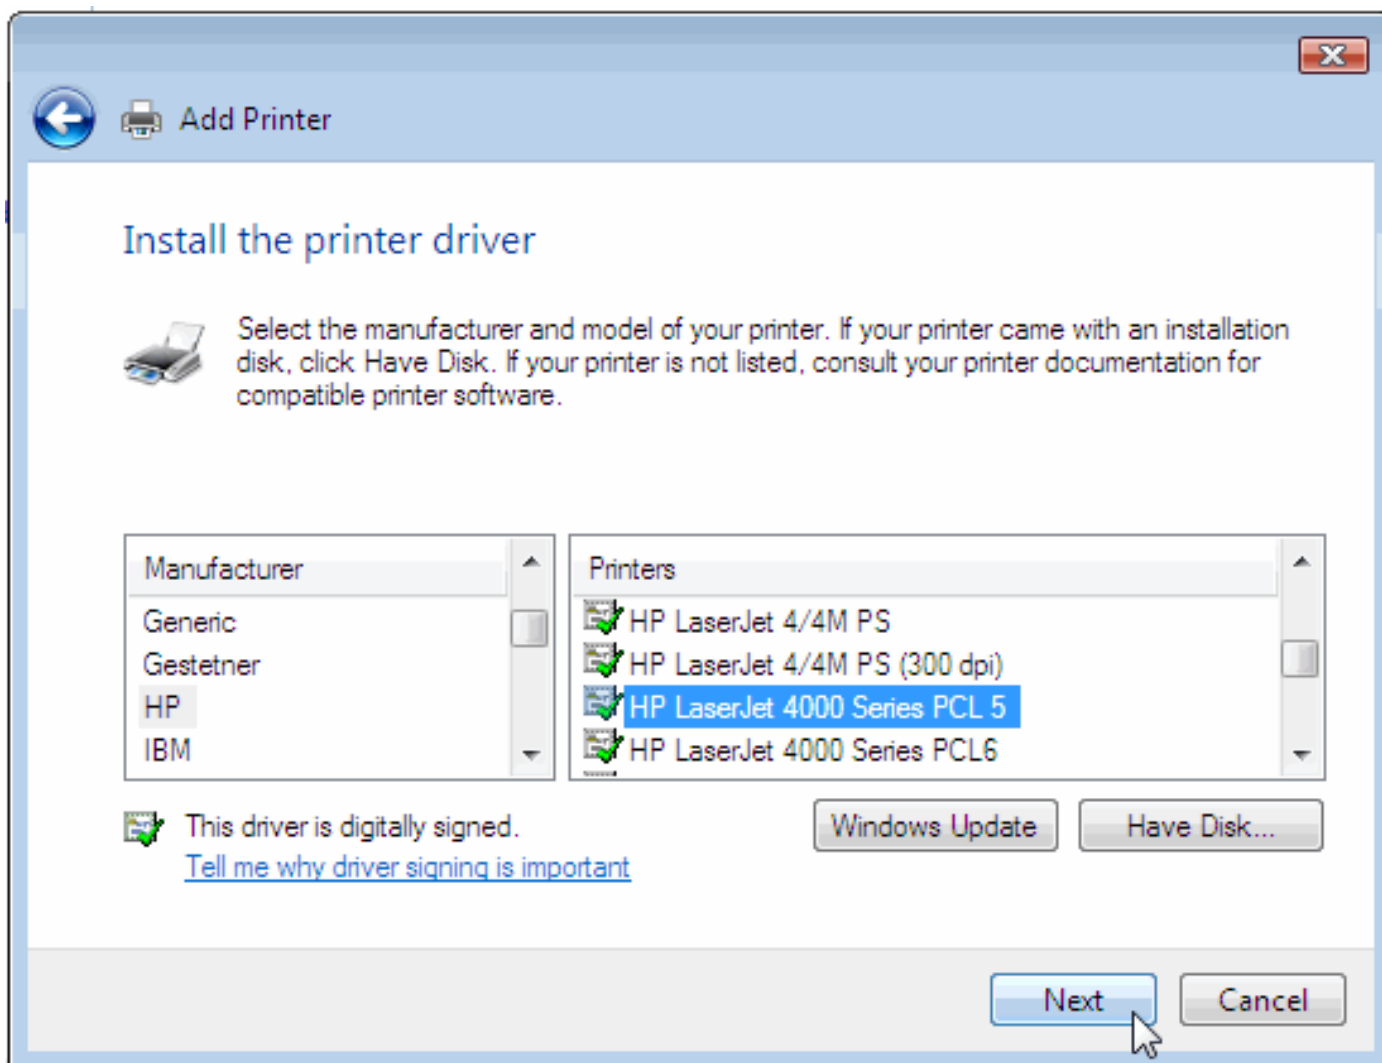 Add Printer
Install the printer driver
Select the manufacturer and model of your printer. If your printer came with an installation
disk, click Have Disk. If your printer is not listed, consult your printer documentation for
compatible printer software.
Manufacturer
Generic
Gestetner
HP
IBM
Printers
HP LaserJet 4/4M PS
HP LaserJet 4/4M PS (300 dpi)
HP LaserJet 4000 Series PCL 5
HP LaserJet 4000 Series PCL6
This driver is digitally signed.
Tell me why driver signing is important
Windows Update
Have Disk...
Next
Cancel